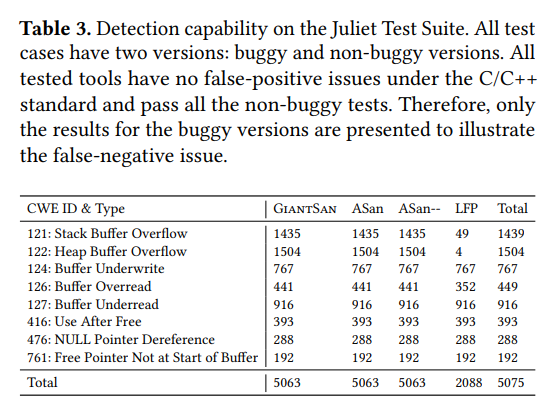 Table 3. Detection capability on the Juliet Test Suite. All test
cases have two versions: buggy and non-buggy versions. All
tested tools have no false-positive issues under the C/C++
standard and pass all the non-buggy tests. Therefore, only
the results for the buggy versions are presented to illustrate
the false-negative issue.
CWE ID & Type GiantSan ASan ASan-- LFP Total
121: Stack Buffer Overflow 1435 1435 1435 49 1439
122: Heap Buffer Overflow 1504 1504 1504 4 1504
124: Buffer Underwrite 767 767 767 767 767
126: Buffer Overread 441 441 441 352 449
127: Buffer Underread 916 916 916 916 916
416: Use After Free 393 393 393 393 393
476: NULL Pointer Dereference 288 288 288 288 288
761: Free Pointer Not at Start of Buffer 192 192 192 192 192
Total 5063 5063 5063 2088 5075